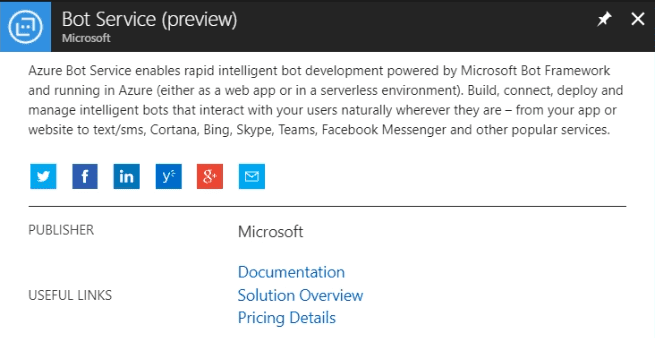 Bot Service (preview)
Microsoft
Azure Bot Service enables rapid intelligent bot development powered by Microsoft Bot Framework
and running in Azure (either as a web app or in a serverless environment). Build, connect, deploy and
manage intelligent bots that interact with your users naturally wherever they are – from your app or
website to text/sms, Cortana, Bing, Skype, Teams, Facebook Messenger and other popular services.
f in y g+
PUBLISHER Microsoft
Documentation
USEFUL LINKS Solution Overview
Pricing Details